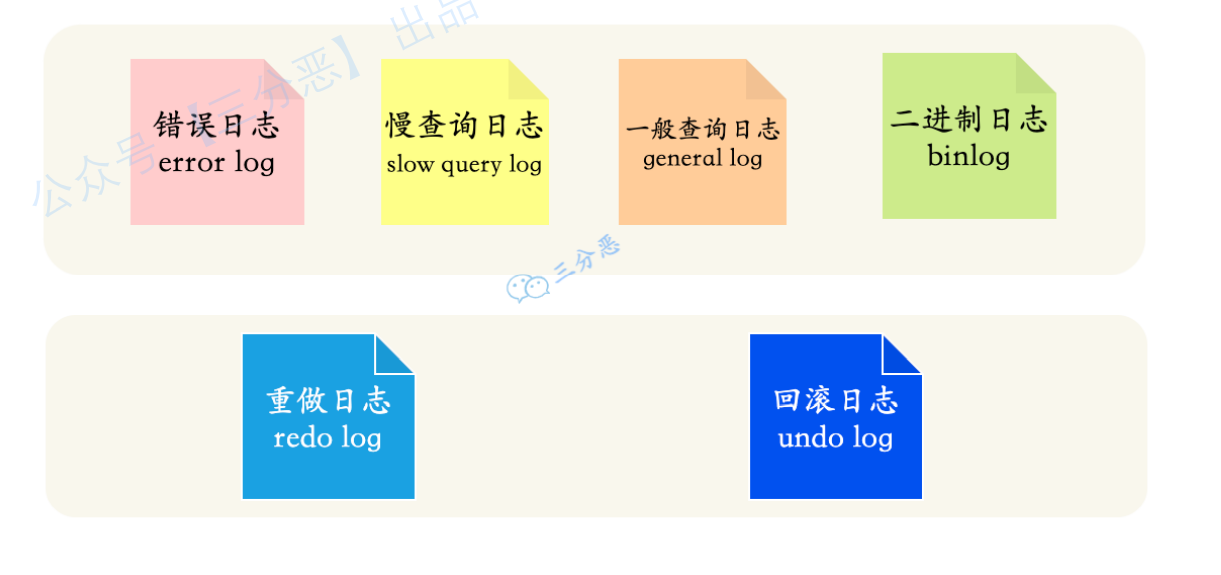 公众号【三分恶】 出品
错误日志
error log
慢查询日志
slow query log
一般查询日志
general log
二进制日志
binlog
三分恶
重做日志
redo log
回滚日志
undo log